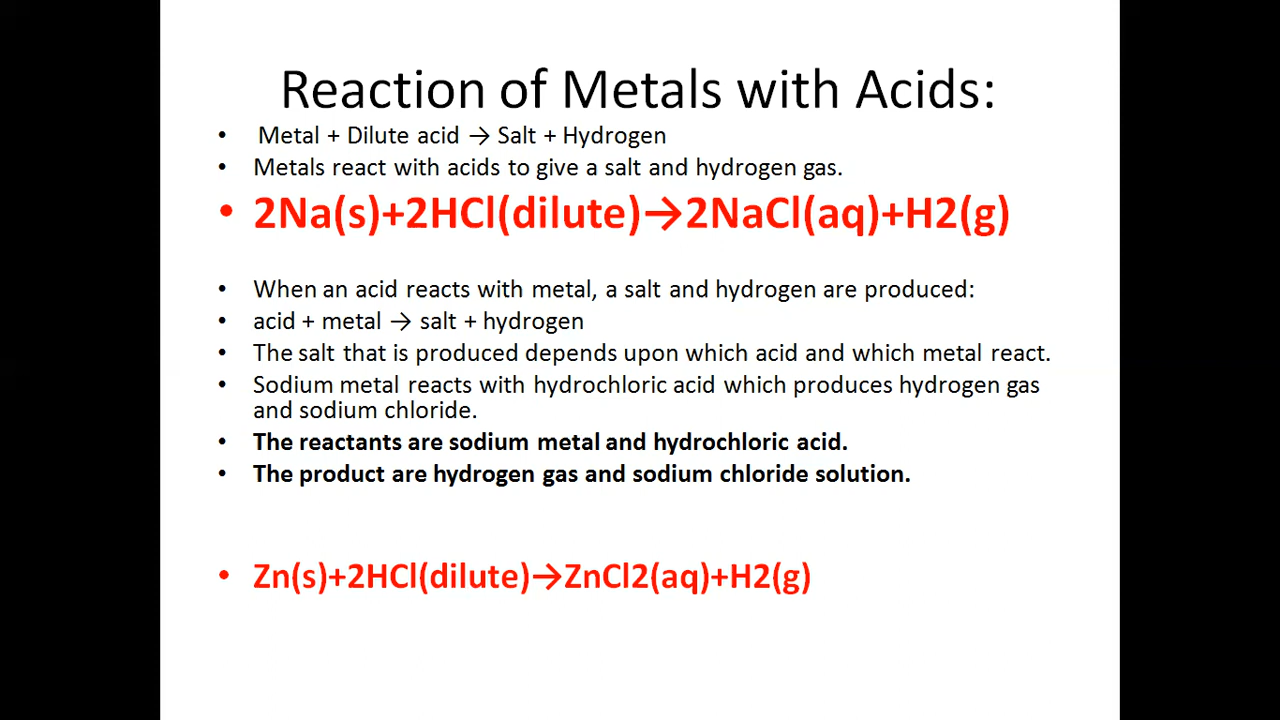 Reaction of Metals with Acids:
• Metal + Dilute acid → Salt + Hydrogen
• Metals react with acids to give a salt and hydrogen gas.
• 2Na(s)+2HCl(dilute)→2NaCl(aq)+H2(g)
• When an acid reacts with metal, a salt and hydrogen are produced:
• acid + metal → salt + hydrogen
• The salt that is produced depends upon which acid and which metal react.
• Sodium metal reacts with hydrochloric acid which produces hydrogen gas
and sodium chloride.
• The reactants are sodium metal and hydrochloric acid.
• The product are hydrogen gas and sodium chloride solution.
• Zn(s)+2HCl(dilute)→ZnCl2(aq)+H2(g)